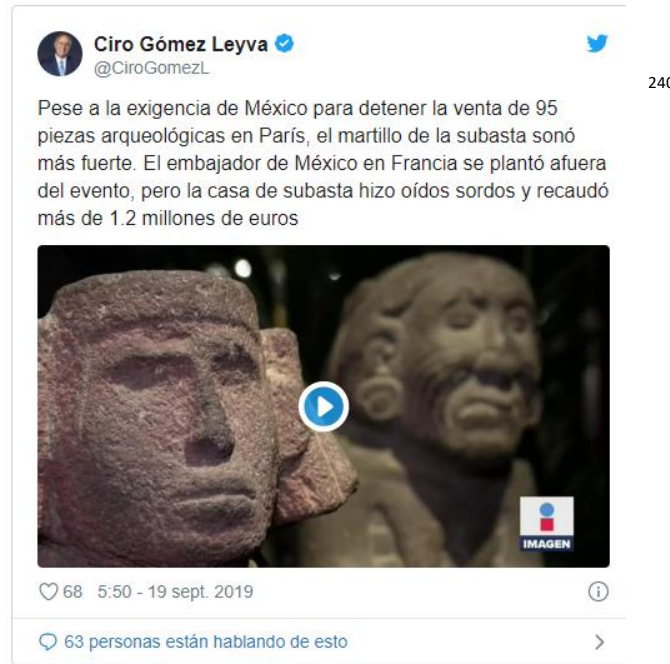 Ciro Gómez Leyva
@CiroGomezL
240
Pese a la exigencia de México para detener la venta de 95
piezas arqueológicas en París, el martillo de la subasta sonó
más fuerte. El embajador de México en Francia se plantó afuera
del evento, pero la casa de subasta hizo oídos sordos y recaudó
más de 1.2 millones de euros
IMAGEN
68 5:50 - 19 sept. 2019
63 personas están hablando de esto